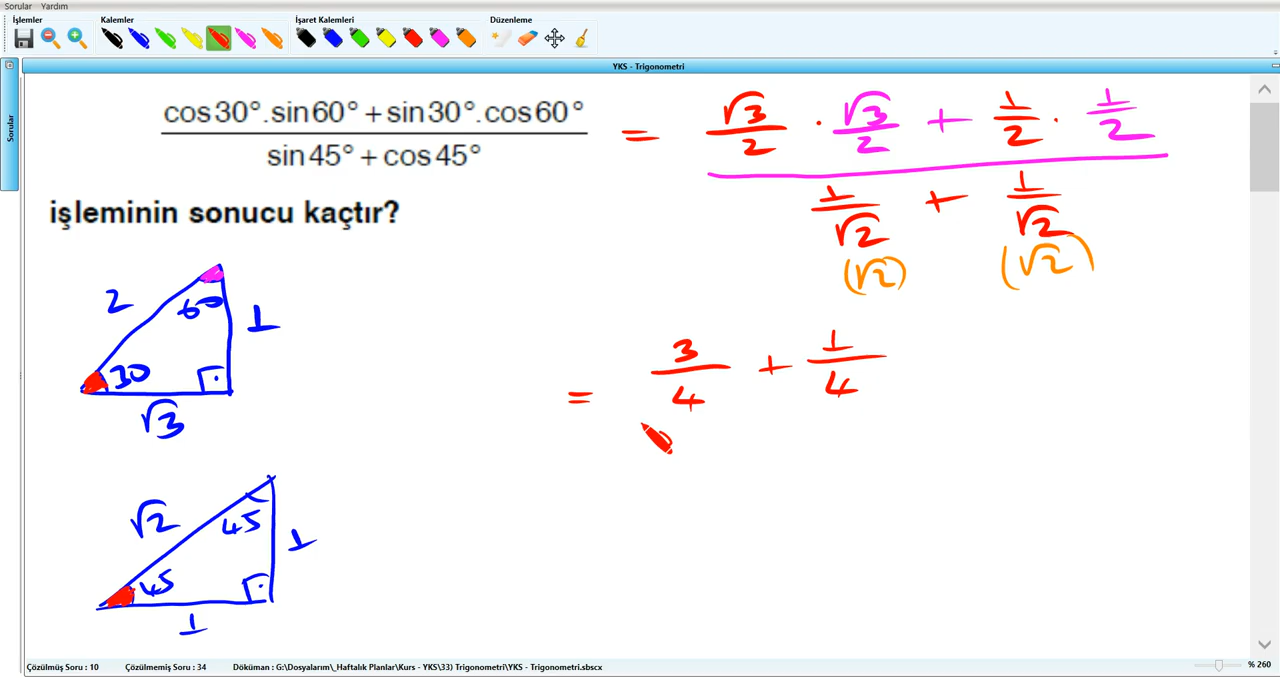 Sorular Yardım
İşlemler Kalemler İşaret Kalemleri Düzenleme
YKS - Trigonometri
Sorular
cos30°.sin60° + sin30°.cos60°
sin45° + cos45°
= √3/2 · √3/2 + 1/2 · 1/2
1/√2 + 1/√2
(√2) (√2)
işleminin sonucu kaçtır?
2 60 1
30
√3
= 3/4 + 1/4
√2 45 1
45
1
Çözülmüş Soru : 10 Çözülmemiş Soru : 34 Döküman : G:\Dosyalarım\_Haftalık Planlar\Kurs - YKS\33) Trigonometri\YKS - Trigonometri.sbscx % 260